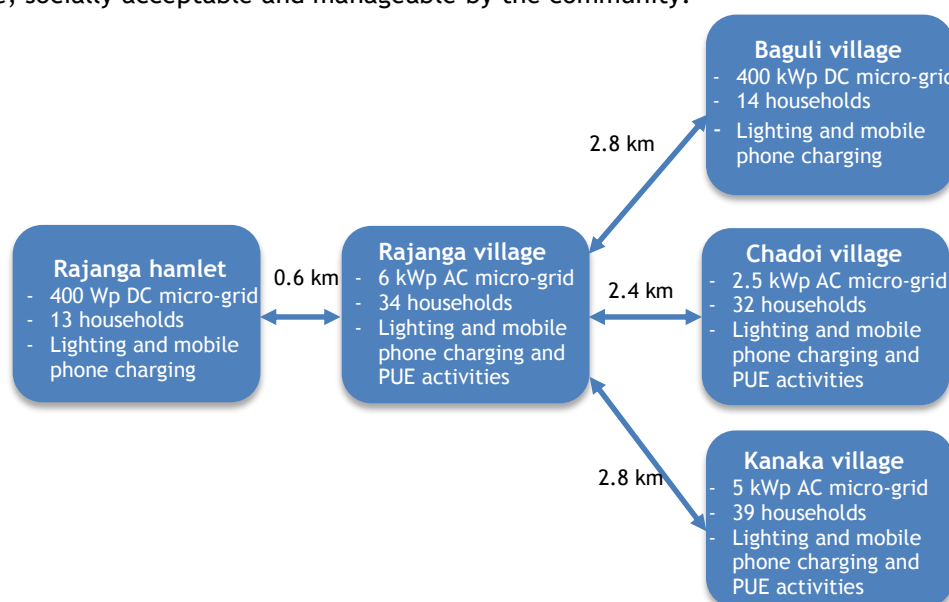 e, socially acceptable and manageable by the community.
Baguli village
- 400 kWp DC micro-grid
- 14 households
- Lighting and mobile
phone charging
2.8 km
Rajanga hamlet
- 400 Wp DC micro-grid
- 13 households
- Lighting and mobile
phone charging
0.6 km
Rajanga village
- 6 kWp AC micro-grid
- 34 households
- Lighting and mobile
phone charging and
PUE activities
2.4 km
Chadoi village
- 2.5 kWp AC micro-grid
- 32 households
- Lighting and mobile
phone charging and
PUE activities
2.8 km
Kanaka village
- 5 kWp AC micro-grid
- 39 households
- Lighting and mobile
phone charging and
PUE activities